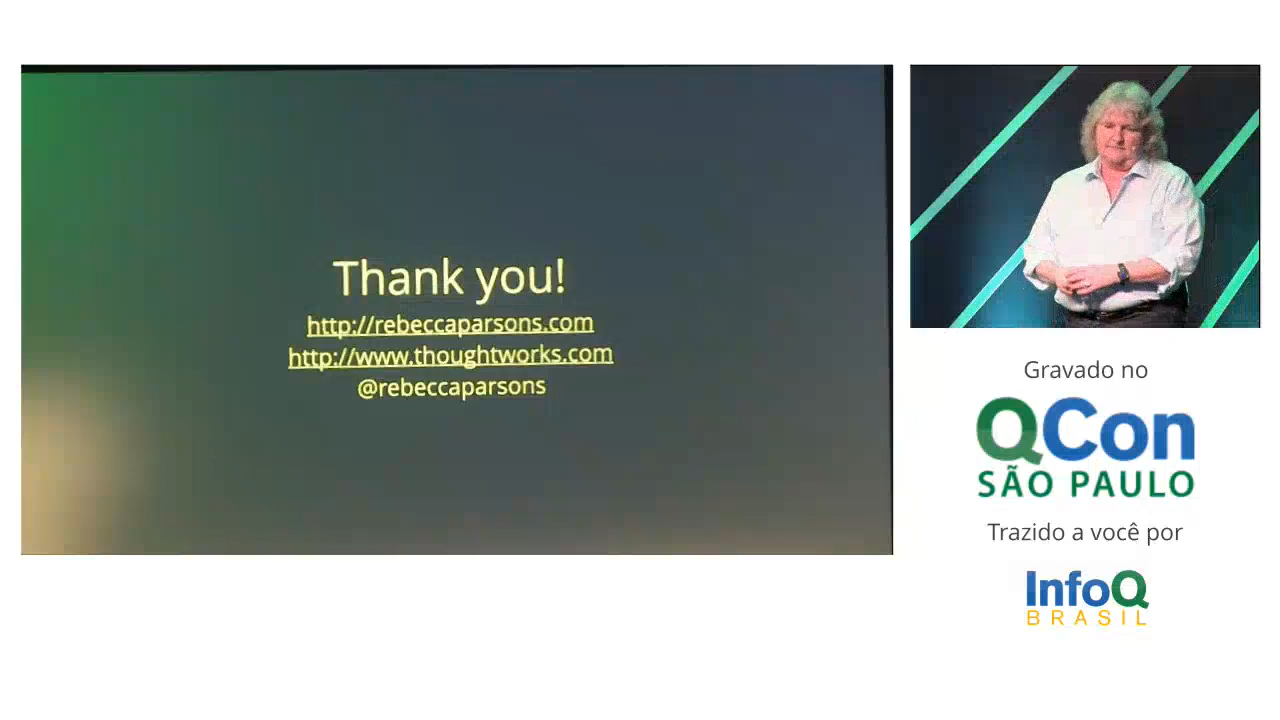 Thank you!
http://rebeccaparsons.com
http://www.thoughtworks.com
@rebeccaparsons
Gravado no
QCon
SÃO PAULO
Trazido a você por
InfoQ
BRASIL